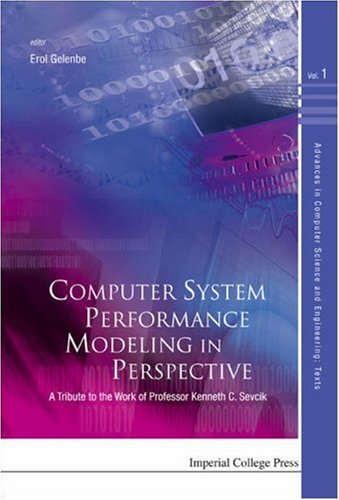 editor
Erol Gelenbe
Vol. 1
Advances in Computer Science and Engineering: Texts
COMPUTER SYSTEM
PERFORMANCE
MODELING IN
PERSPECTIVE
A Tribute to the Work of Professor Kenneth C. Sevcik
Imperial College Press